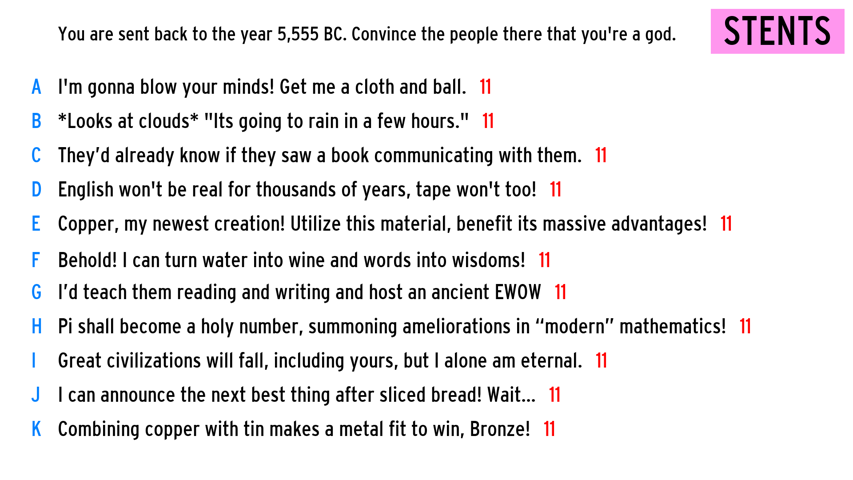 You are sent back to the year 5,555 BC. Convince the people there that you're a god.
STENTS
A I'm gonna blow your minds! Get me a cloth and ball. 11
B *Looks at clouds* "Its going to rain in a few hours." 11
C They’d already know if they saw a book communicating with them. 11
D English won't be real for thousands of years, tape won't too! 11
E Copper, my newest creation! Utilize this material, benefit its massive advantages! 11
F Behold! I can turn water into wine and words into wisdoms! 11
G I’d teach them reading and writing and host an ancient EWOW 11
H Pi shall become a holy number, summoning ameliorations in “modern” mathematics! 11
I Great civilizations will fall, including yours, but I alone am eternal. 11
J I can announce the next best thing after sliced bread! Wait... 11
K Combining copper with tin makes a metal fit to win, Bronze! 11